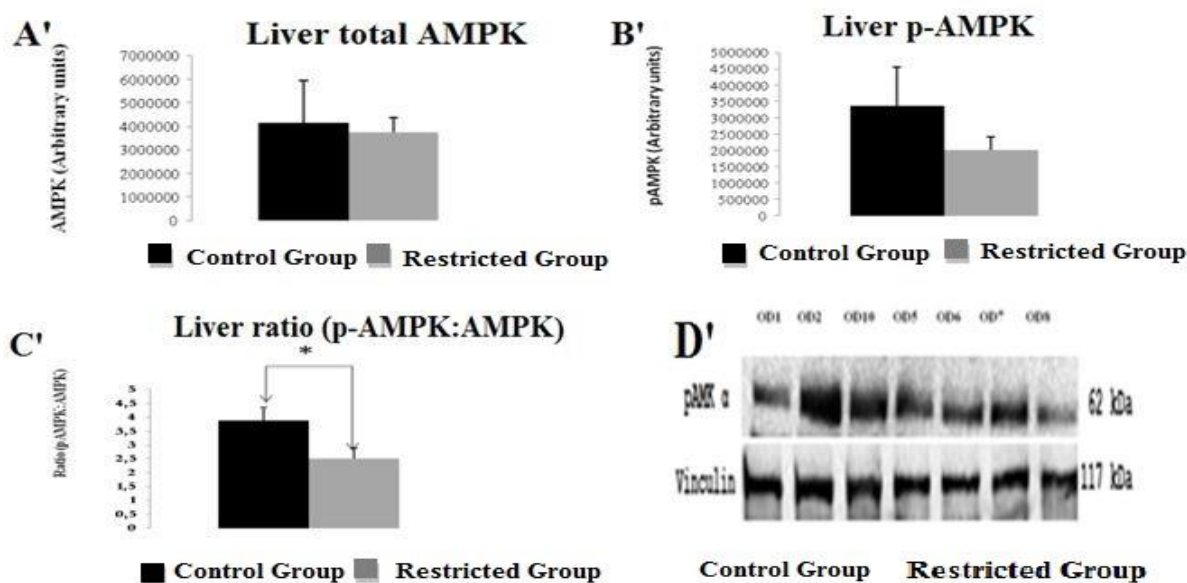 A'
Liver total AMPK
AMPK (Arbitrary units)
7000000
6000000
5000000
4000000
3000000
2000000
1000000
0
Control Group Restricted Group
B'
Liver p-AMPK
pAMPK (Arbitrary units)
5000000
4500000
4000000
3500000
3000000
2500000
2000000
1500000
1000000
500000
0
Control Group Restricted Group
C'
Liver ratio (p-AMPK:AMPK)
*
Ratio (pAMPK:AMPK)
5
4,5
4
3,5
3
2,5
2
1,5
1
0,5
0
Control Group Restricted Group
D'
OD1 OD2 OD10 OD5 OD6 OD* OD8
pAMK α 62 kDa
Vinculin 117 kDa
Control Group Restricted Group